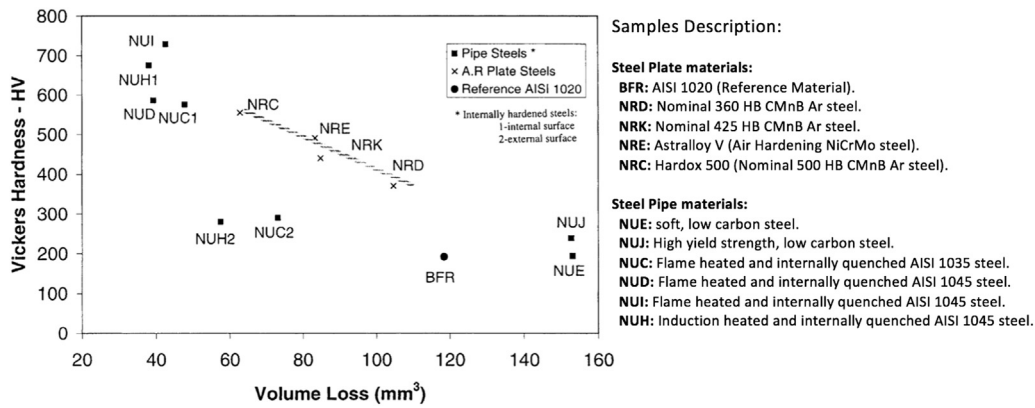 800
700
600
500
400
300
200
100
0
Vickers Hardness - HV
NUI
NUH1
NUD
NUC1
NRC
NRE
NRK
NRD
NUH2
NUC2
BFR
NUJ
NUE
Pipe Steels *
A.R Plate Steels
Reference AISI 1020
* Internally hardened steels:
1-internal surface
2-external surface
20 40 60 80 100 120 140 160
Volume Loss (mm³)
Samples Description:
Steel Plate materials:
BFR: AISI 1020 (Reference Material).
NRD: Nominal 360 HB CMnB Ar steel.
NRK: Nominal 425 HB CMnB Ar steel.
NRE: Astralloy V (Air Hardening NiCrMo steel).
NRC: Hardox 500 (Nominal 500 HB CMnB Ar steel).
Steel Pipe materials:
NUE: soft, low carbon steel.
NUJ: High yield strength, low carbon steel.
NUC: Flame heated and internally quenched AISI 1035 steel.
NUD: Flame heated and internally quenched AISI 1045 steel.
NUI: Flame heated and internally quenched AISI 1045 steel.
NUH: Induction heated and internally quenched AISI 1045 steel.